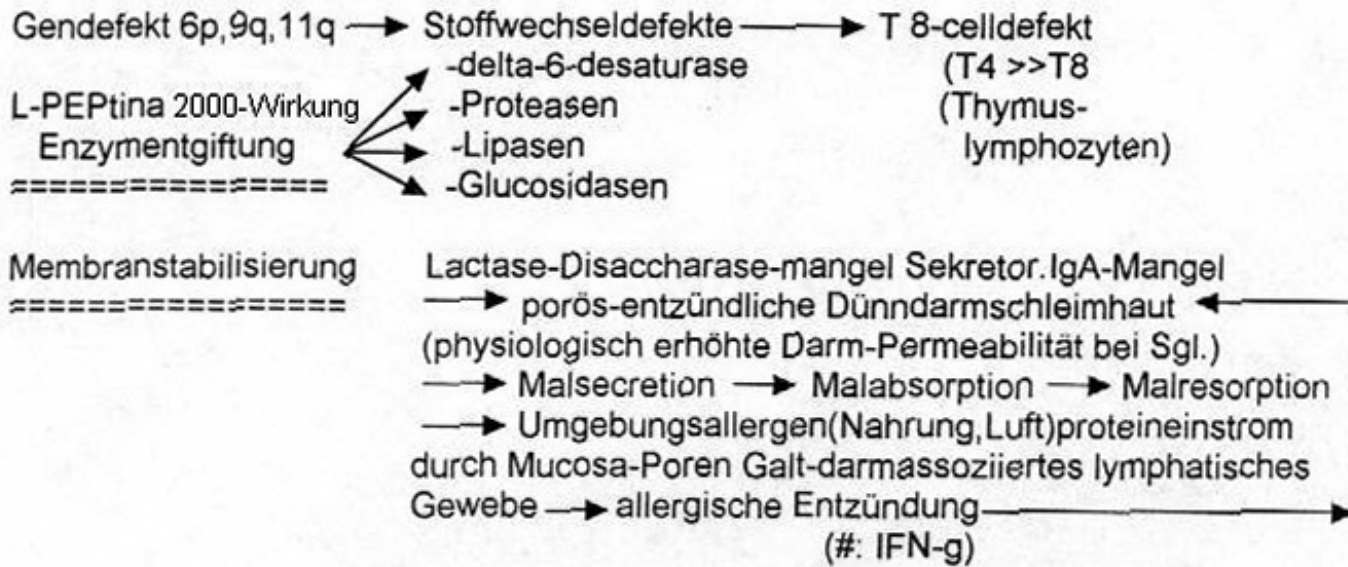 Gendefekt 6p,9q,11q → Stoffwechseldefekte → T 8-celldefekt
-delta-6-desaturase (T4 >>T8
L-PEPtina 2000-Wirkung -Proteasen (Thymus-
Enzymentgiftung -Lipasen lymphozyten)
================= -Glucosidasen
Membranstabilisierung Lactase-Disaccharase-mangel Sekretor.IgA-Mangel
================== → porös-entzündliche Dünndarmschleimhaut ←
(physiologisch erhöhte Darm-Permeabilität bei Sgl.)
→ Malsecretion → Malabsorption → Malresorption
→ Umgebungsallergen(Nahrung,Luft)proteineinstrom
durch Mucosa-Poren Galt-darmassoziiertes lymphatisches
Gewebe → allergische Entzündung →
(#: IFN-g)